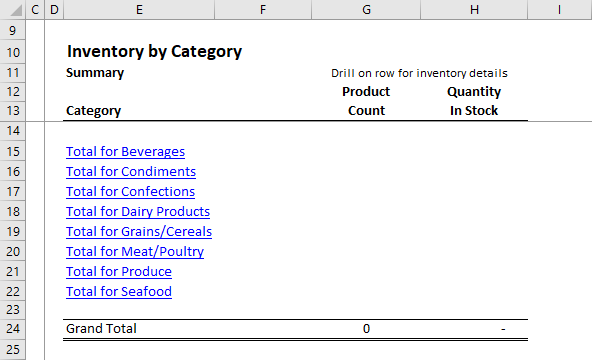 C D E F G H I
9
10 Inventory by Category
11 Summary Drill on row for inventory details
12 Product Quantity
13 Category Count In Stock
14
15 Total for Beverages
16 Total for Condiments
17 Total for Confections
18 Total for Dairy Products
19 Total for Grains/Cereals
20 Total for Meat/Poultry
21 Total for Produce
22 Total for Seafood
23
24 Grand Total 0 -
25